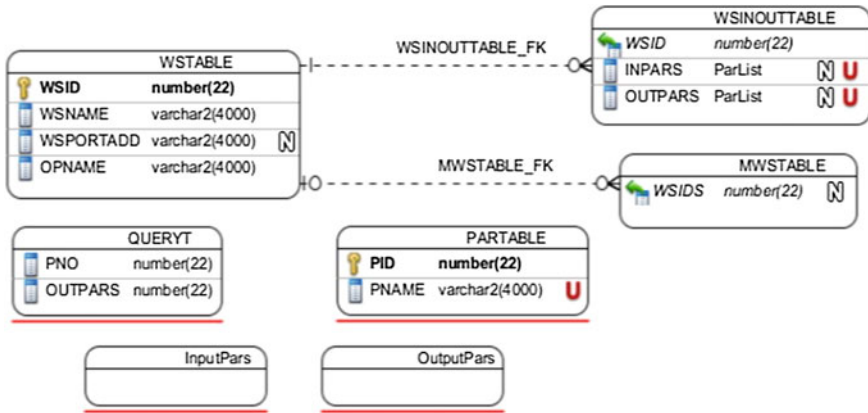 WSTABLE
WSID number(22)
WSNAME varchar2(4000)
WSPORTADD varchar2(4000) N
OPNAME varchar2(4000)
WSINOUTTABLE_FK
WSINOUTTABLE
WSID number(22)
INPARS ParList N U
OUTPARS ParList N U
MWSTABLE_FK
MWSTABLE
WSIDS number(22) N
QUERYT
PNO number(22)
OUTPARS number(22)
PARTABLE
PID number(22)
PNAME varchar2(4000) U
InputPars
OutputPars